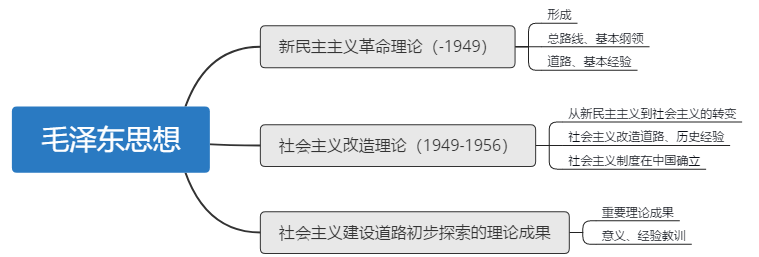 毛泽东思想
新民主主义革命理论（-1949）
形成
总路线、基本纲领
道路、基本经验
社会主义改造理论（1949-1956）
从新民主主义到社会主义的转变
社会主义改造道路、历史经验
社会主义制度在中国确立
社会主义建设道路初步探索的理论成果
重要理论成果
意义、经验教训